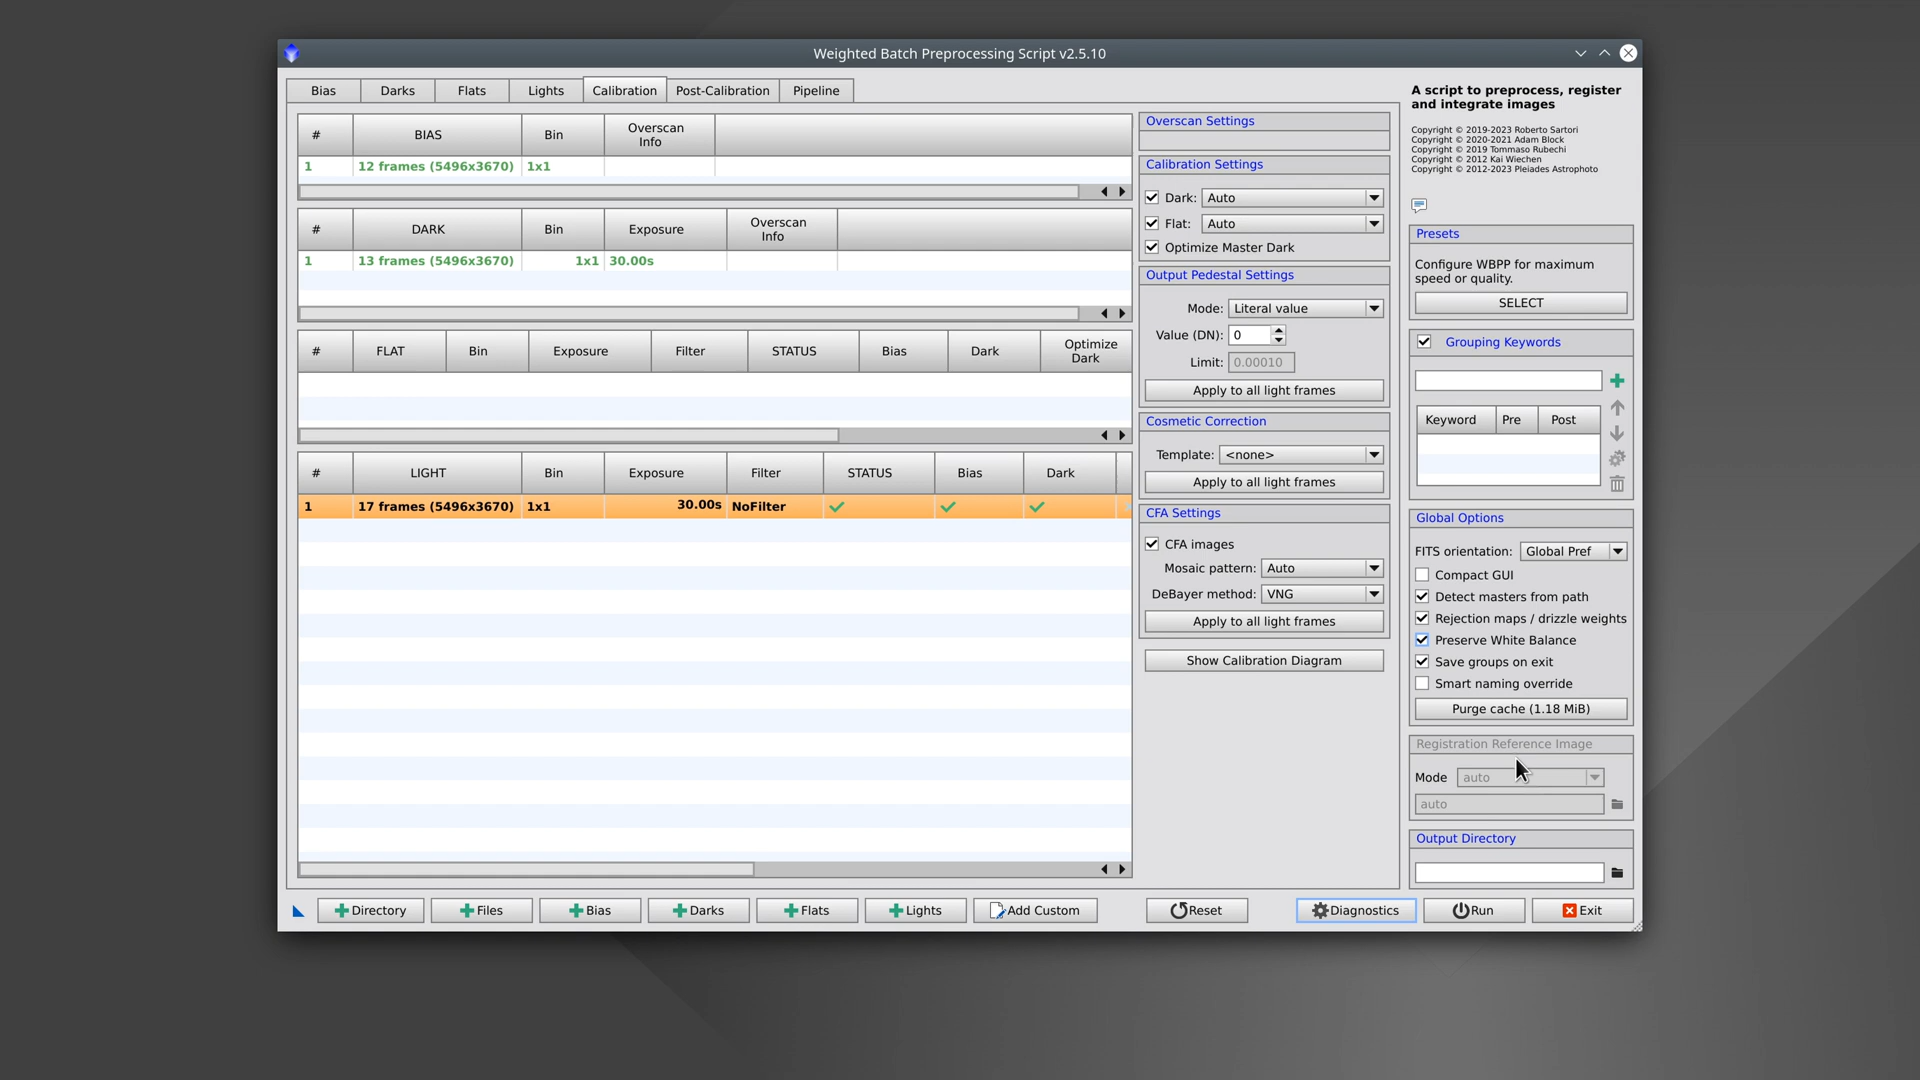 Weighted Batch Preprocessing Script v2.5.10
Bias Darks Flats Lights Calibration Post-Calibration Pipeline
# BIAS Bin Overscan Info
1 12 frames (5496x3670) 1x1
# DARK Bin Exposure Overscan Info
1 13 frames (5496x3670) 1x1 30.00s
# FLAT Bin Exposure Filter STATUS Bias Dark Optimize Dark
# LIGHT Bin Exposure Filter STATUS Bias Dark
1 17 frames (5496x3670) 1x1 30.00s NoFilter
Overscan Settings
Calibration Settings
Dark: Auto
Flat: Auto
Optimize Master Dark
Output Pedestal Settings
Mode: Literal value
Value (DN): 0
Limit: 0.00010
Apply to all light frames
Cosmetic Correction
Template: <none>
Apply to all light frames
CFA Settings
CFA images
Mosaic pattern: Auto
DeBayer method: VNG
Apply to all light frames
Show Calibration Diagram
A script to preprocess, register
and integrate images
Copyright © 2019-2023 Roberto Sartori
Copyright © 2020-2021 Adam Block
Copyright © 2019 Tommaso Rubechi
Copyright © 2012 Kai Wiechen
Copyright © 2012-2023 Pleiades Astrophoto
Presets
Configure WBPP for maximum
speed or quality.
SELECT
Grouping Keywords
Keyword Pre Post
Global Options
FITS orientation: Global Pref
Compact GUI
Detect masters from path
Rejection maps / drizzle weights
Preserve White Balance
Save groups on exit
Smart naming override
Purge cache (1.18 MiB)
Registration Reference Image
Mode auto
auto
Output Directory
Directory Files Bias Darks Flats Lights Add Custom Reset Diagnostics Run Exit